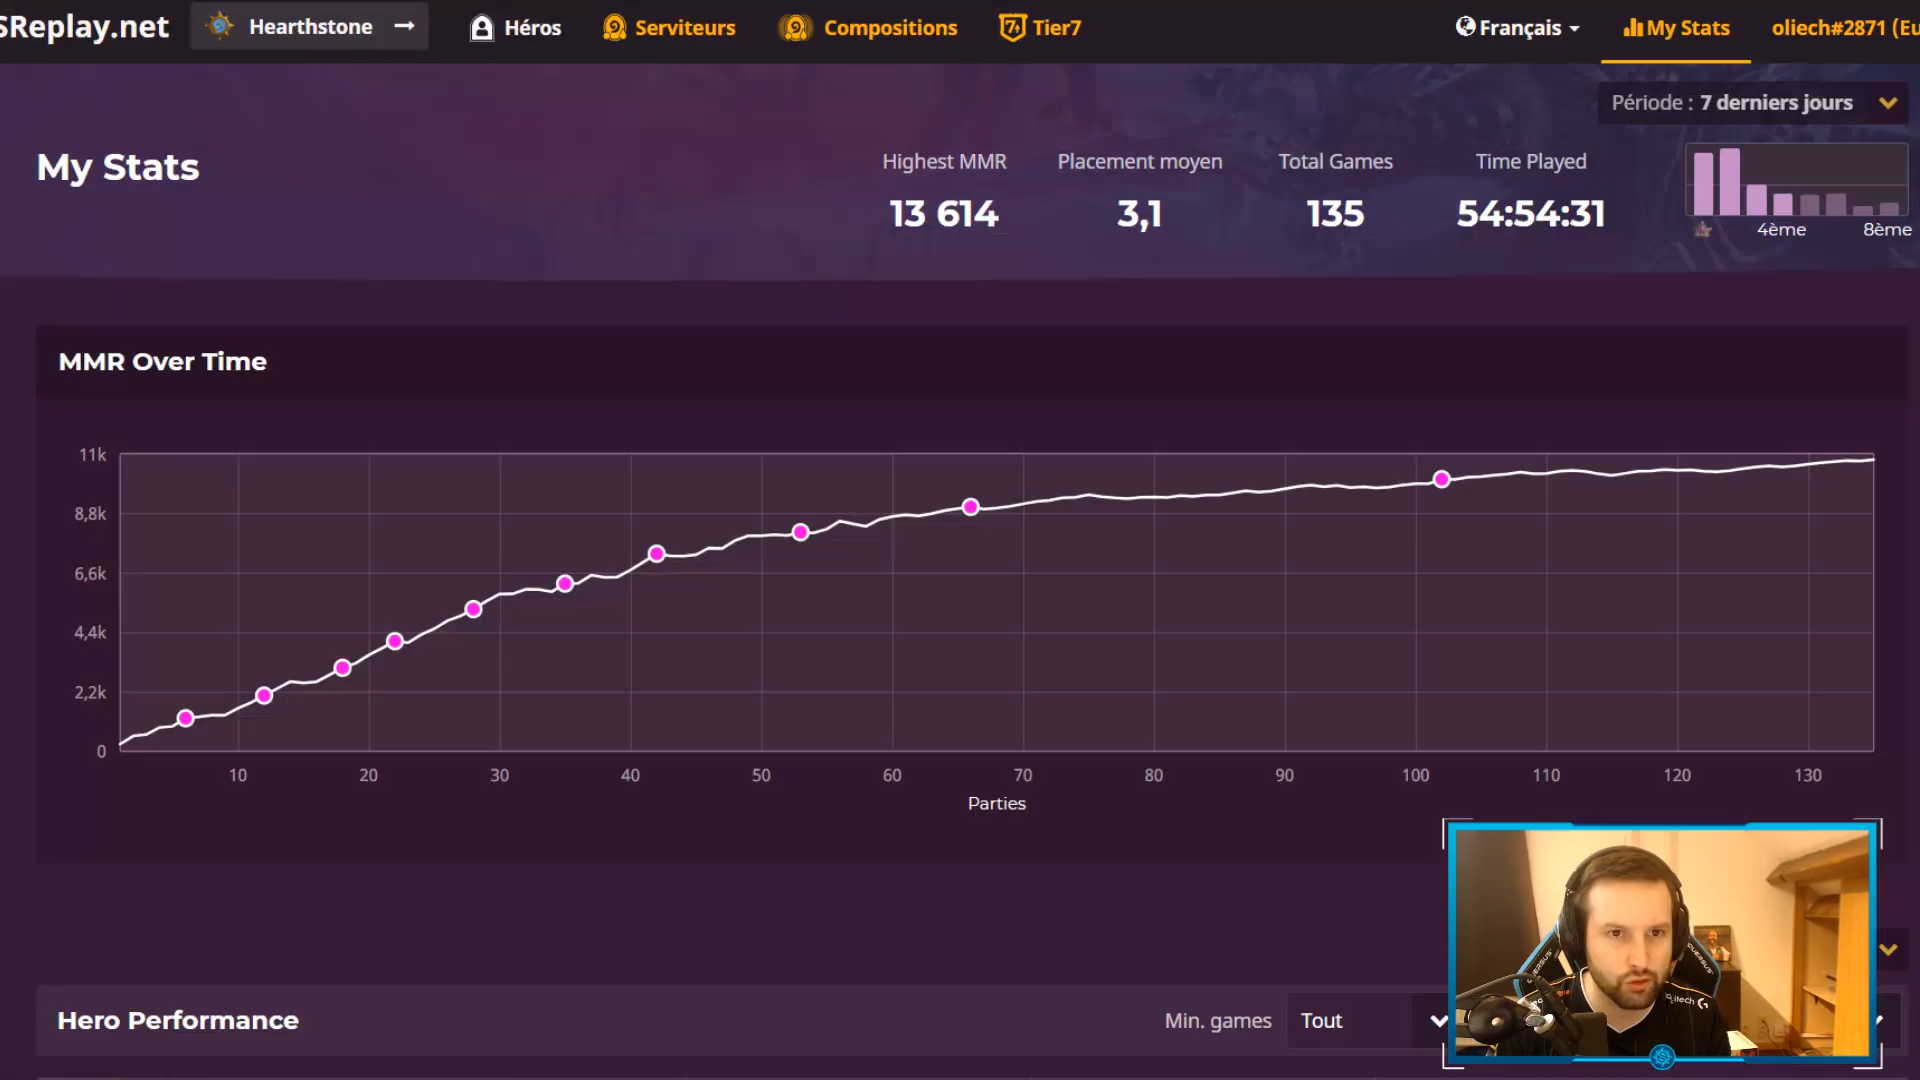 SReplay.net
Hearthstone →
Héros
Serviteurs
Compositions
7+ Tier7
Français
My Stats
oliech#2871 (Eu
Période : 7 derniers jours
My Stats
Highest MMR
Placement moyen
Total Games
Time Played
13 614
3,1
135
54:54:31
4ème
8ème
MMR Over Time
11k
8,8k
6,6k
4,4k
2,2k
0
10
20
30
40
50
60
70
80
90
100
110
120
130
Parties
Hero Performance
Min. games
Tout
logitech G